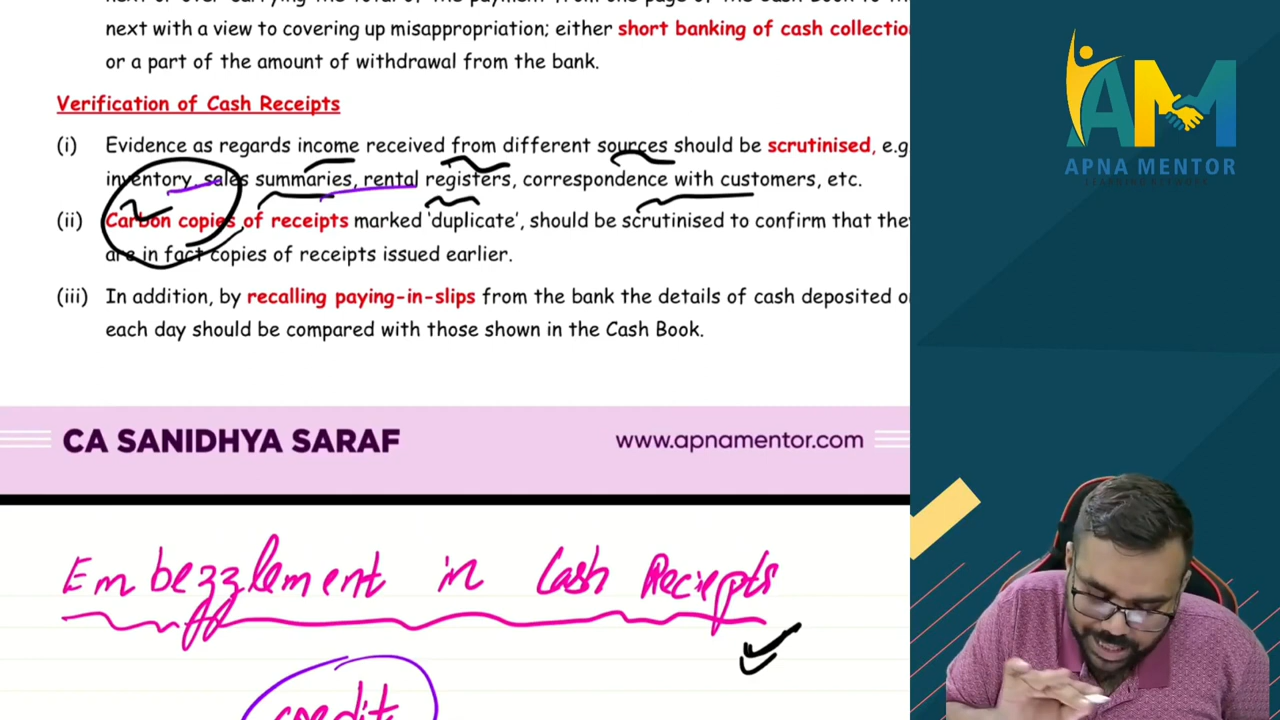 next or over carrying the total of the payment from one page of the Cash Book to th
next with a view to covering up misappropriation; either short banking of cash collectio
or a part of the amount of withdrawal from the bank.
Verification of Cash Receipts
(i) Evidence as regards income received from different sources should be scrutinised, e.g
inventory, sales summaries, rental registers, correspondence with customers, etc.
(ii) Carbon copies of receipts marked 'duplicate', should be scrutinised to confirm that the
are in fact copies of receipts issued earlier.
(iii) In addition, by recalling paying-in-slips from the bank the details of cash deposited o
each day should be compared with those shown in the Cash Book.
CA SANIDHYA SARAF
www.apnamentor.com
Embezzlement in Cash Reciepts
credit
AM
APNA MENTOR